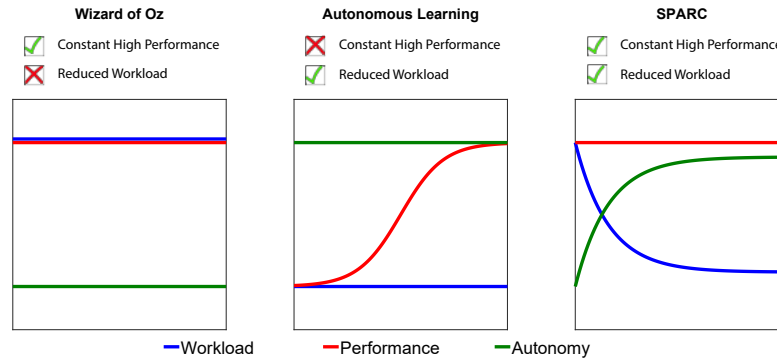 Wizard of Oz
Constant High Performance
Reduced Workload
Autonomous Learning
Constant High Performance
Reduced Workload
SPARC
Constant High Performance
Reduced Workload
Workload
Performance
Autonomy